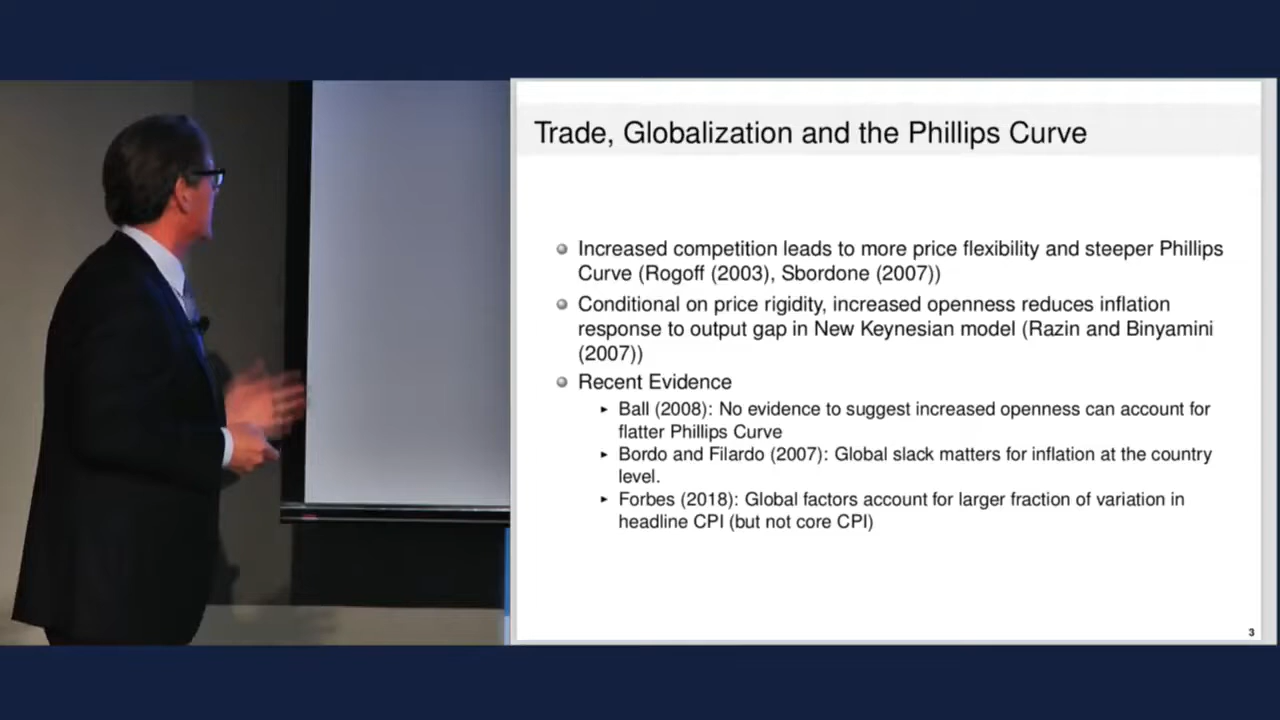 Trade, Globalization and the Phillips Curve
Increased competition leads to more price flexibility and steeper Phillips
Curve (Rogoff (2003), Sbordone (2007))
Conditional on price rigidity, increased openness reduces inflation
response to output gap in New Keynesian model (Razin and Binyamini
(2007))
Recent Evidence
Ball (2008): No evidence to suggest increased openness can account for
flatter Phillips Curve
Bordo and Filardo (2007): Global slack matters for inflation at the country
level.
Forbes (2018): Global factors account for larger fraction of variation in
headline CPI (but not core CPI)
3